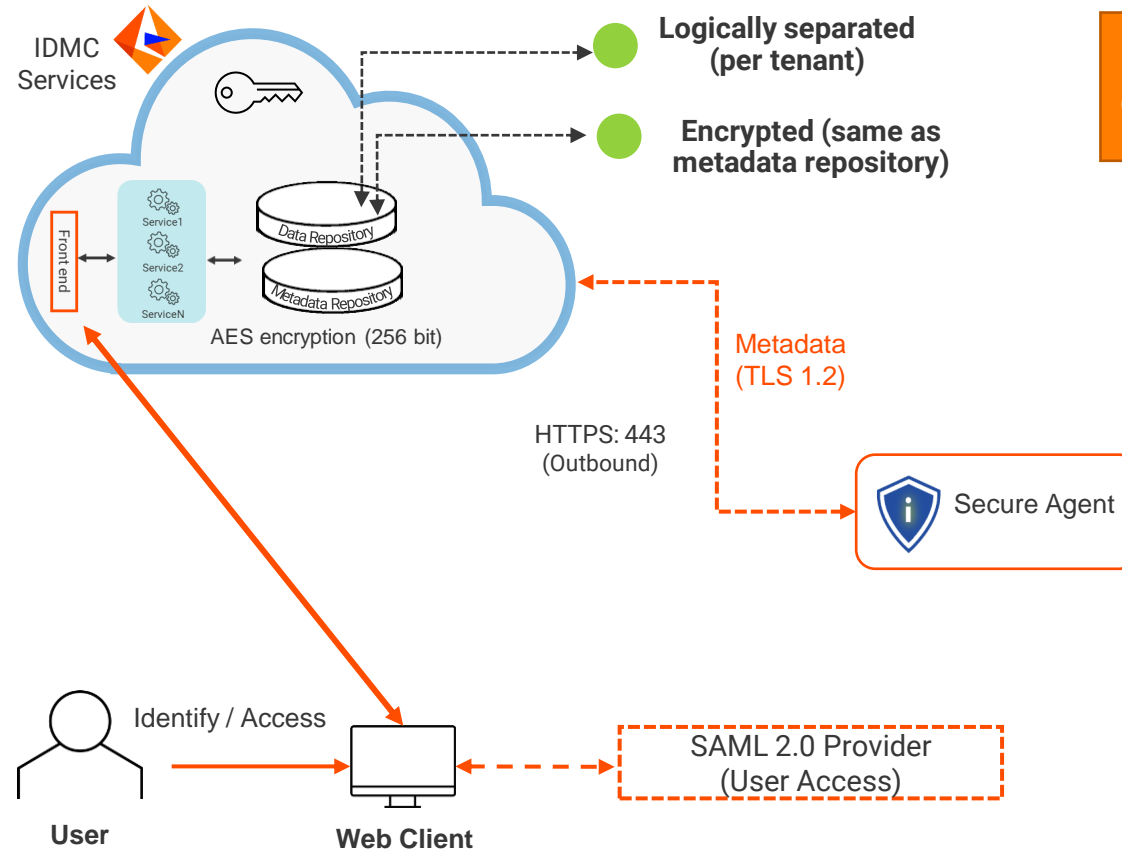 IDMC
Services
Logically separated
(per tenant)
Encrypted (same as
metadata repository)
Front end
Service1
Service2
ServiceN
Data Repository
Metadata Repository
AES encryption (256 bit)
Metadata
(TLS 1.2)
HTTPS: 443
(Outbound)
i
Secure Agent
Identify / Access
SAML 2.0 Provider
(User Access)
User
Web Client